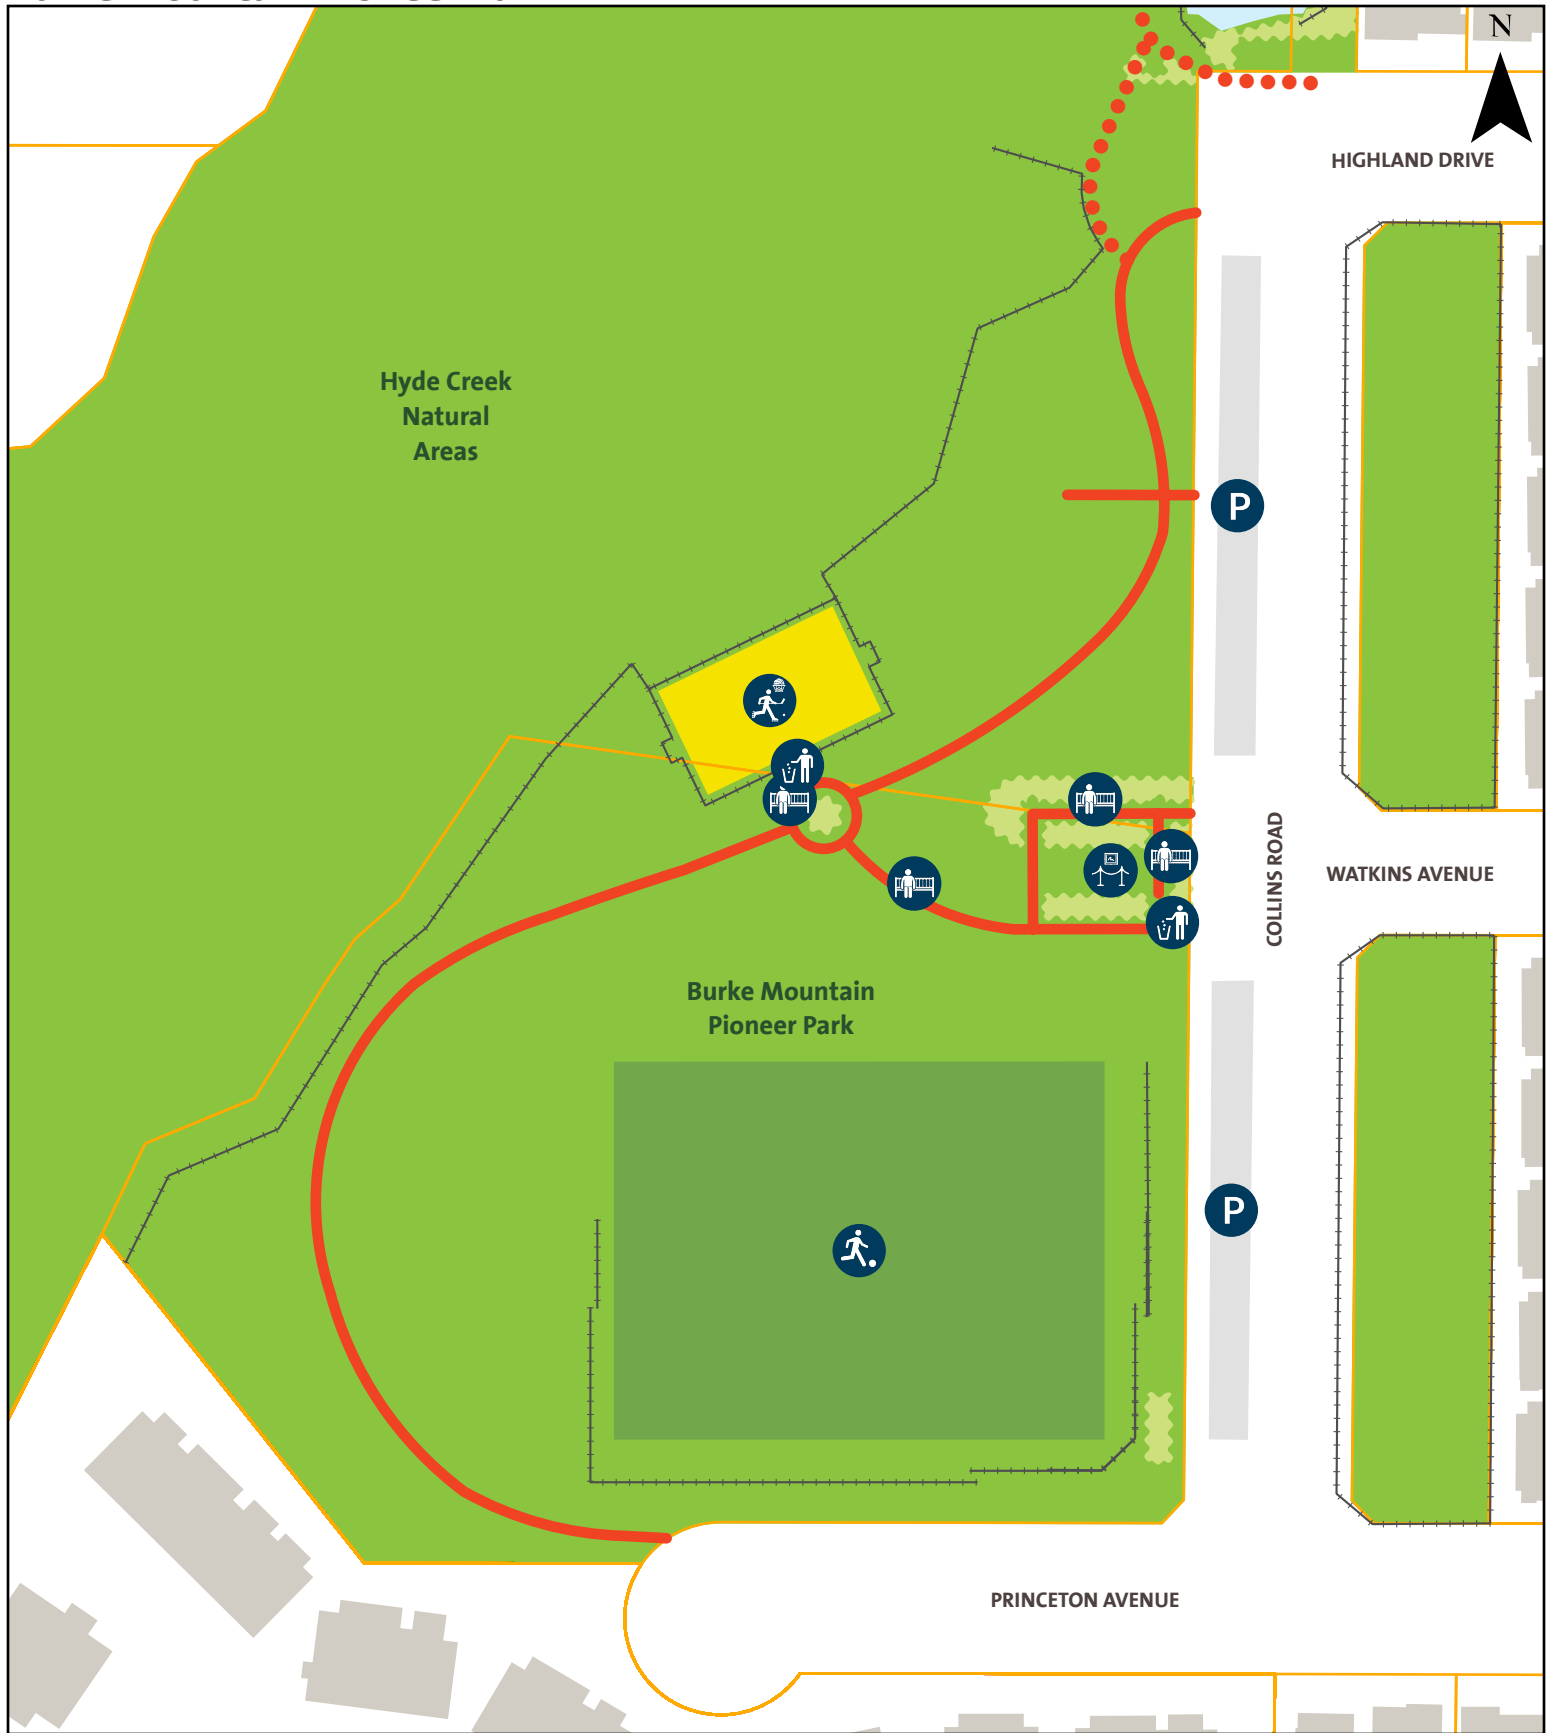 N
HIGHLAND DRIVE
Hyde Creek
Natural
Areas
P
COLLINS ROAD
WATKINS AVENUE
Burke Mountain
Pioneer Park
P
PRINCETON AVENUE